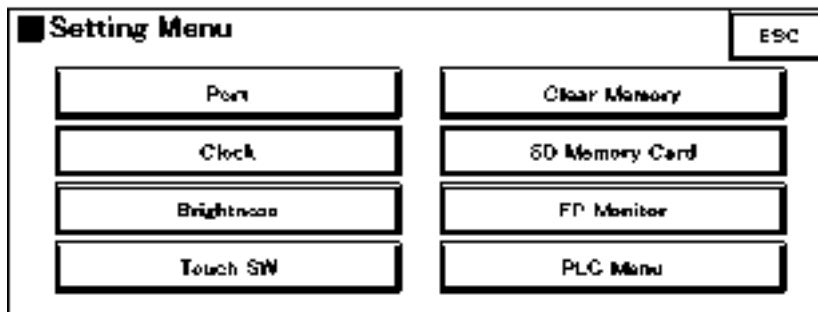 Setting Menu
ESC
Port
Clear Memory
Clock
SD Memory Card
Brightness
FP Monitor
Touch SW
PLC Menu